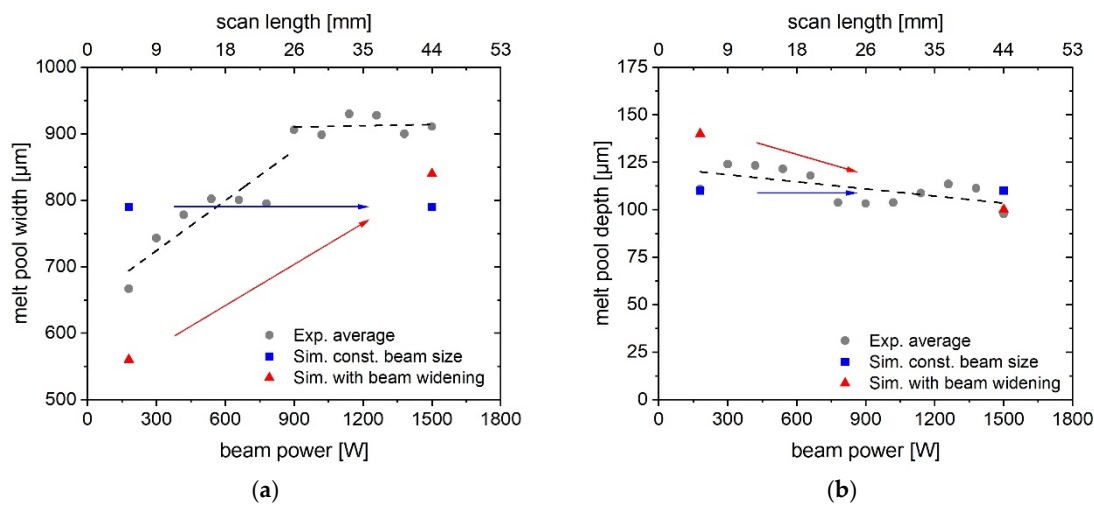 scan length [mm]
0 9 18 26 35 44 53
1000
900
800
700
600
500
melt pool width [µm]
Exp. average
Sim. const. beam size
Sim. with beam widening
0 300 600 900 1200 1500 1800
beam power [W]
(a)
scan length [mm]
0 9 18 26 35 44 53
175
150
125
100
75
50
25
0
melt pool depth [µm]
Exp. average
Sim. const. beam size
Sim. with beam widening
0 300 600 900 1200 1500 1800
beam power [W]
(b)